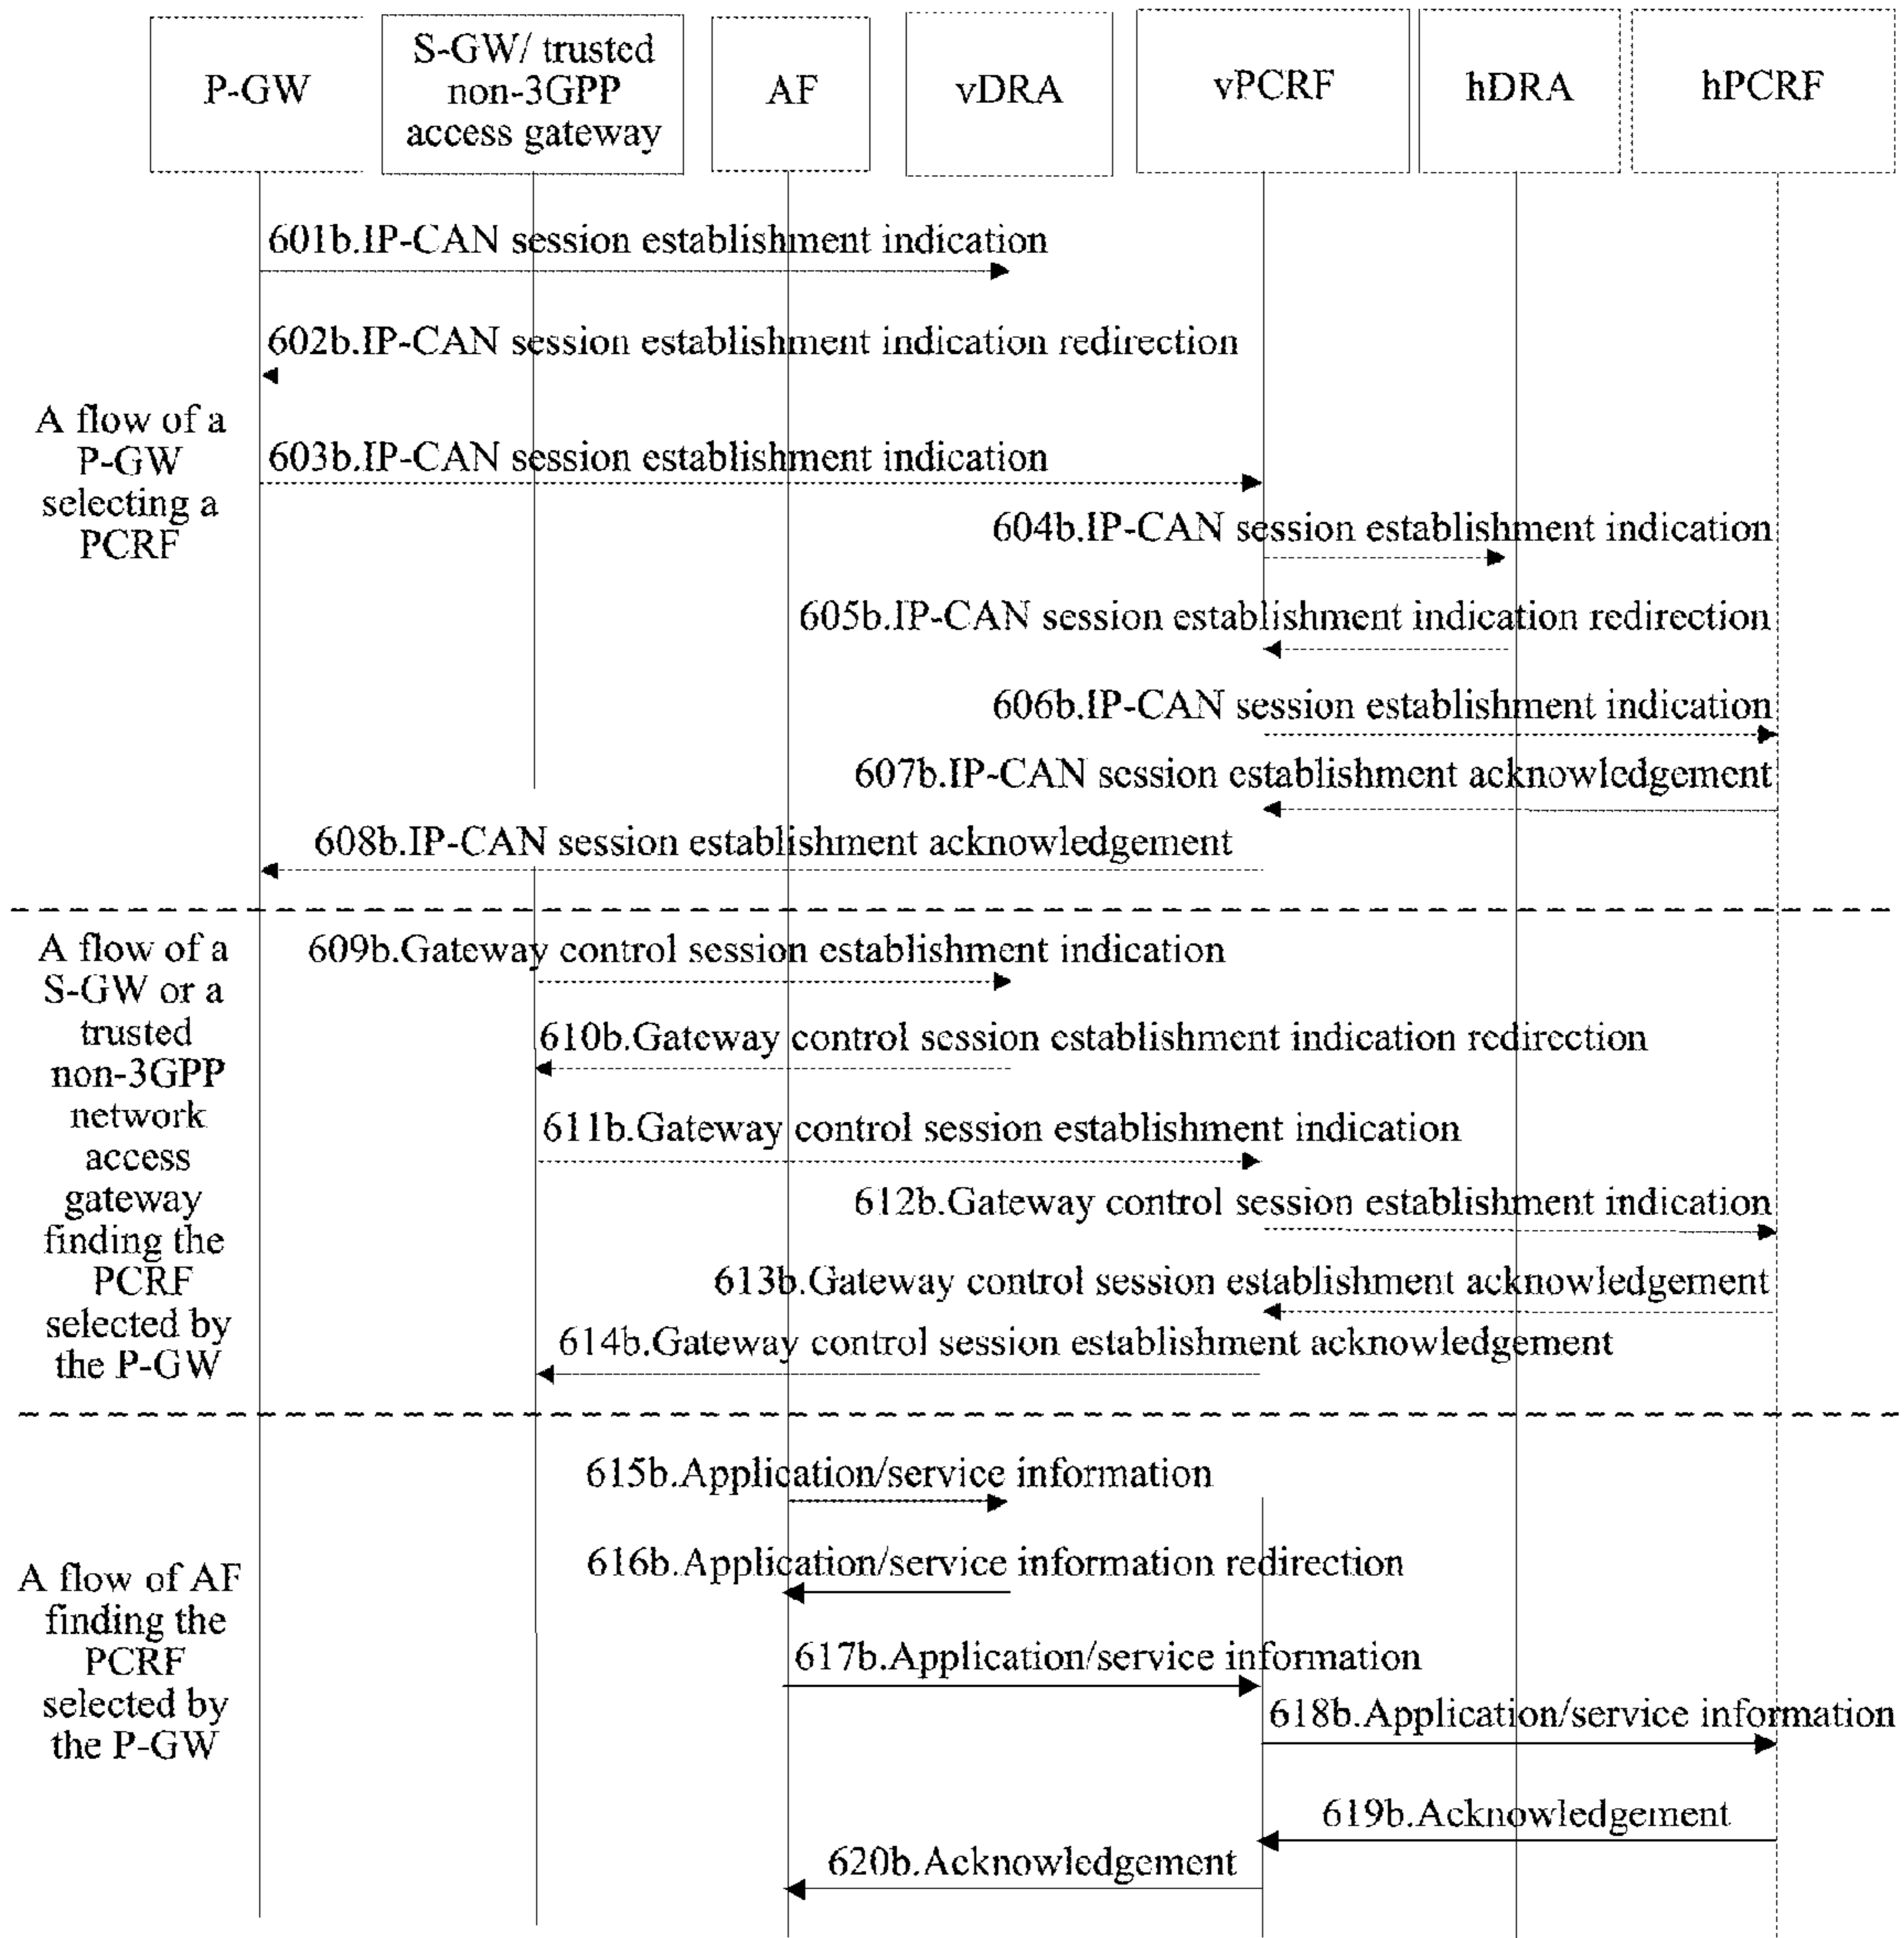 P-GW
S-GW/ trusted
non-3GPP
access gateway
AF
vDRA
vPCRF
hDRA
hPCRF
601b.IP-CAN session establishment indication
602b.IP-CAN session establishment indication redirection
A flow of a
P-GW
selecting a
PCRF
603b.IP-CAN session establishment indication
604b.IP-CAN session establishment indication
605b.IP-CAN session establishment indication redirection
606b.IP-CAN session establishment indication
607b.IP-CAN session establishment acknowledgement
608b.IP-CAN session establishment acknowledgement
A flow of a
S-GW or a
trusted
non-3GPP
network
access
gateway
finding the
PCRF
selected by
the P-GW
609b.Gateway control session establishment indication
610b.Gateway control session establishment indication redirection
611b.Gateway control session establishment indication
612b.Gateway control session establishment indication
613b.Gateway control session establishment acknowledgement
614b.Gateway control session establishment acknowledgement
615b.Application/service information
616b.Application/service information redirection
A flow of AF
finding the
PCRF
selected by
the P-GW
617b.Application/service information
618b.Application/service information
619b.Acknowledgement
620b.Acknowledgement